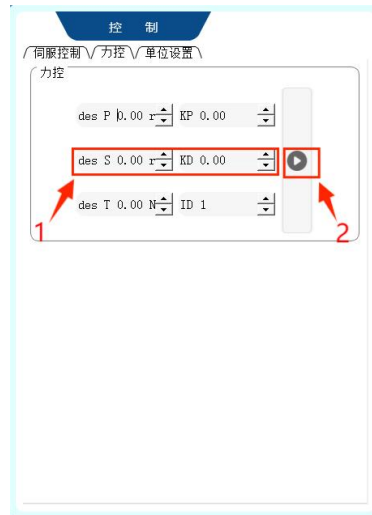 控 制
伺服控制 力控 单位设置
力控
des P 0.00 r KP 0.00
des S 0.00 r KD 0.00
des T 0.00 N ID 1
1 2